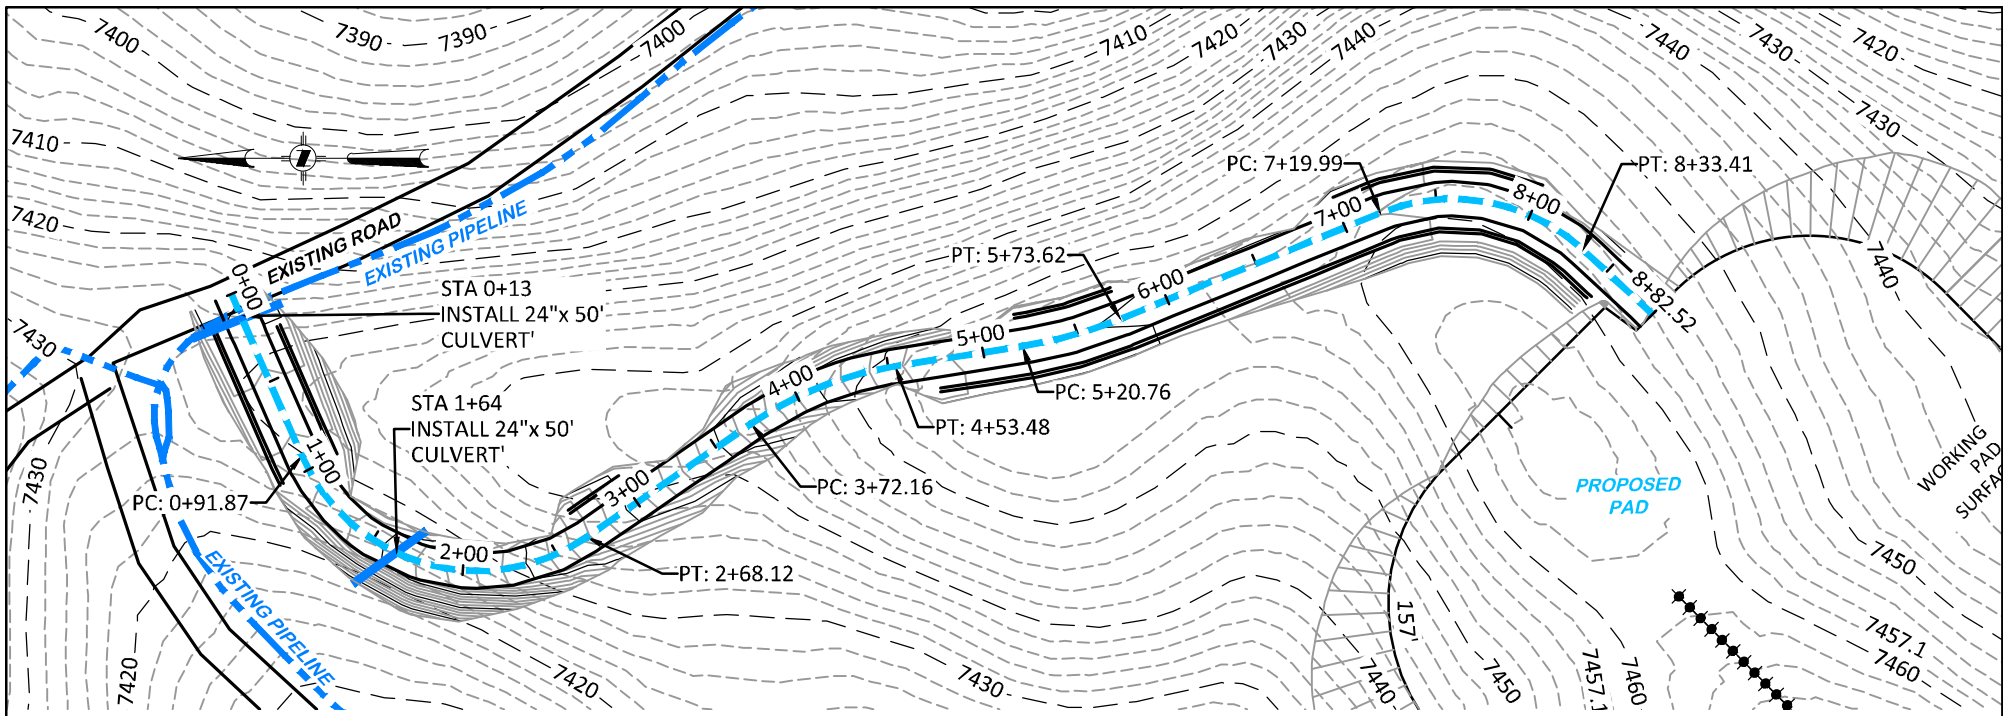 7400
7390
7390
7400
7410
7420
7430
7440
7440
7430
7420
7410
7430
7420
EXISTING ROAD
EXISTING PIPELINE
0+00
STA 0+13
INSTALL 24"x 50'
CULVERT'
7430
PC: 7+19.99
PT: 8+33.41
7+00
8+00
7440
PT: 5+73.62
6+00
8+82.52
5+00
4+00
PC: 5+20.76
STA 1+64
INSTALL 24"x 50'
CULVERT'
PT: 4+53.48
1+00
7430
PC: 0+91.87
3+00
PC: 3+72.16
PROPOSED
PAD
WORKING
PAD
2+00
PT: 2+68.12
7450
EXISTING PIPELINE
157'
7457.1
7460
7420
7420
7430
7440
7450
7457.1
7460